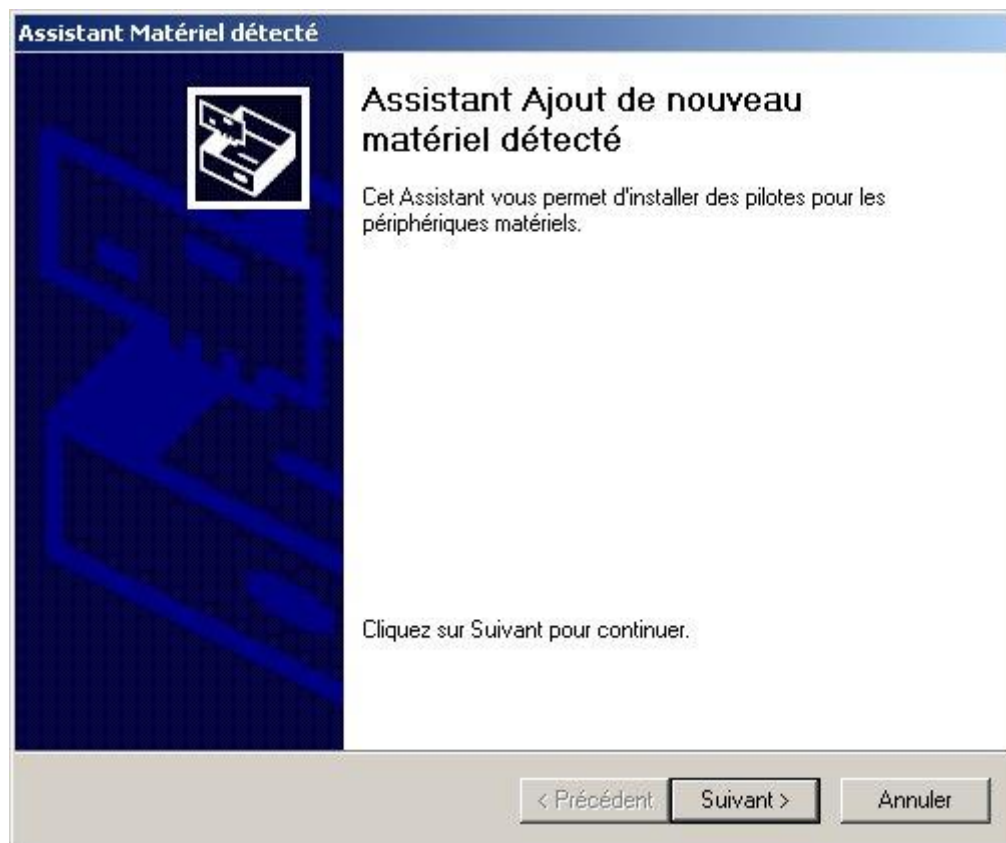 Assistant Matériel détecté
Assistant Ajout de nouveau
matériel détecté
Cet Assistant vous permet d'installer des pilotes pour les
périphériques matériels.
Cliquez sur Suivant pour continuer.
< Précédent
Suivant >
Annuler